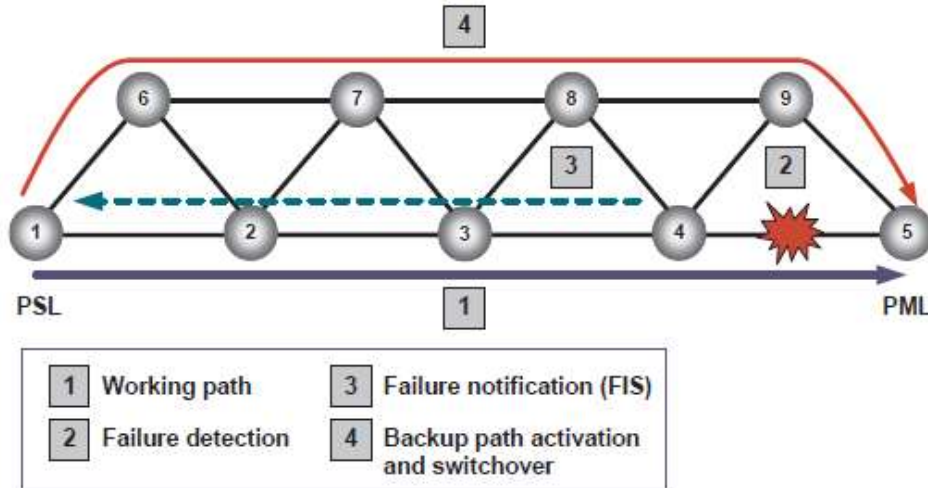 4
6 7 8 9
3 2
1 2 3 4 5
PSL PML
1
1 Working path
2 Failure detection
3 Failure notification (FIS)
4 Backup path activation
and switchover